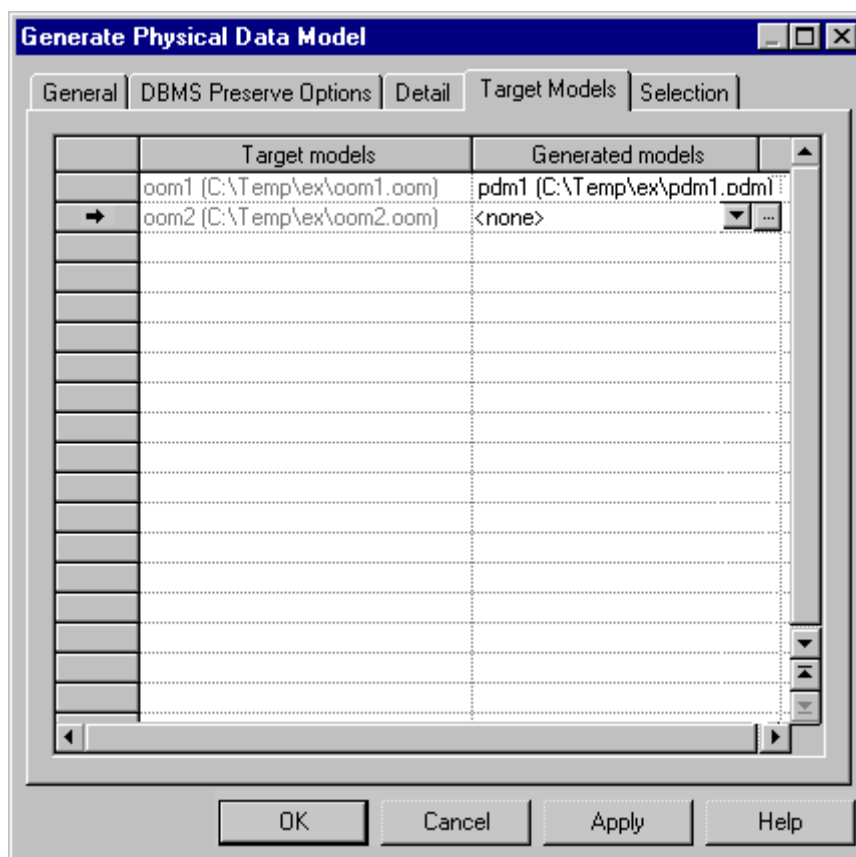 Generate Physical Data Model
General DBMS Preserve Options Detail Target Models Selection
Target models Generated models
oom1 (C:\Temp\ex\oom1.oom) pdm1 (C:\Temp\ex\pdm1.pdm)
oom2 (C:\Temp\ex\oom2.oom) <none> ...
OK Cancel Apply Help